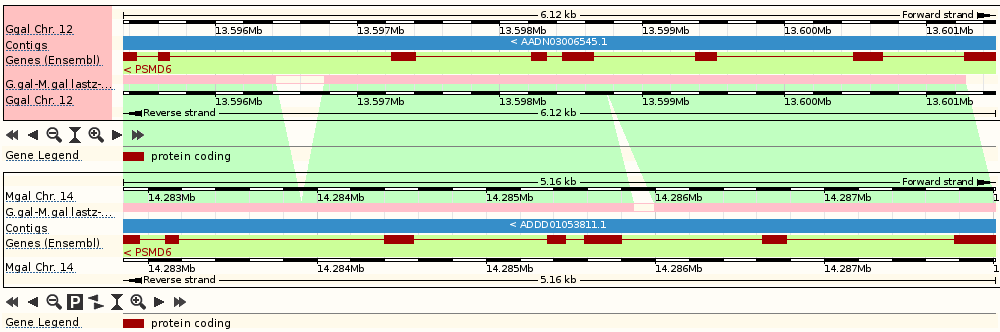 6.12 kb Forward strand
Ggal Chr. 12 13.596Mb 13.597Mb 13.598Mb 13.599Mb 13.600Mb 13.601Mb
Contigs < AADN03006545.1
Genes (Ensembl)
< PSMD6
G.gal-M.gal lastz-...
Ggal Chr. 12 13.596Mb 13.597Mb 13.598Mb 13.599Mb 13.600Mb 13.601Mb
Reverse strand 6.12 kb
Gene Legend protein coding
5.16 kb Forward strand
Mgal Chr. 14 14.283Mb 14.284Mb 14.285Mb 14.286Mb 14.287Mb 1
G.gal-M.gal lastz-...
Contigs < ADDD01053811.1
Genes (Ensembl)
< PSMD6
Mgal Chr. 14 14.283Mb 14.284Mb 14.285Mb 14.286Mb 14.287Mb 1
Reverse strand 5.16 kb
P
Gene Legend protein coding